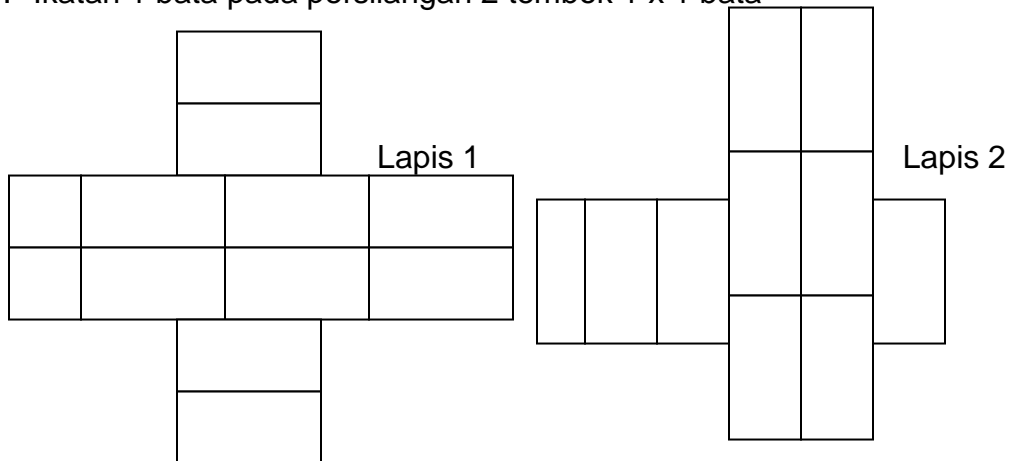 Ikatan 1 bata pada persilangan 2 tembok 1 x 1 bata
Lapis 1
Lapis 2